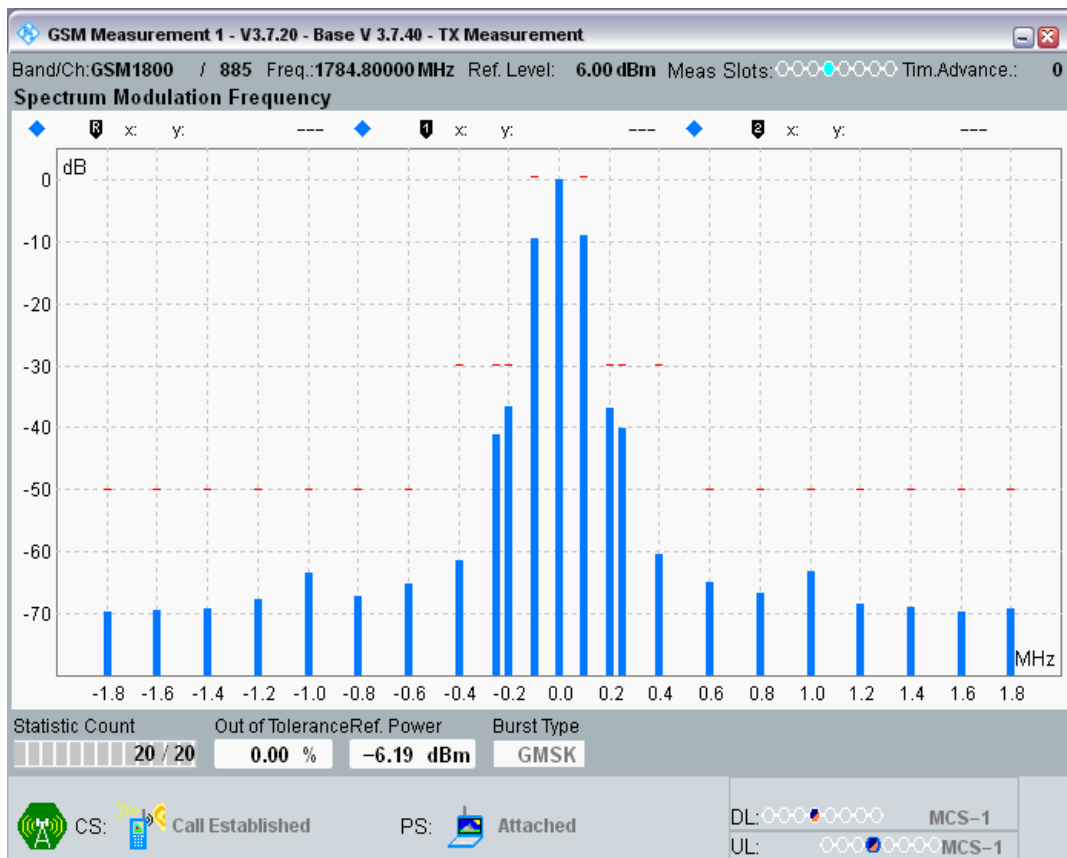 GSM Measurement 1 - V3.7.20 - Base V 3.7.40 - TX Measurement
Band/Ch:GSM1800 / 885 Freq.:1784.80000 MHz Ref. Level: 6.00 dBm Meas Slots: Tim.Advance.: 0
Spectrum Modulation Frequency
R x: y: --- 1 x: y: --- 2 x: y: ---
dB
0
-10
-20
-30
-40
-50
-60
-70
MHz
-1.8 -1.6 -1.4 -1.2 -1.0 -0.8 -0.6 -0.4 -0.2 0.0 0.2 0.4 0.6 0.8 1.0 1.2 1.4 1.6 1.8
Statistic Count Out of Tolerance Ref. Power Burst Type
20 / 20 0.00 % −6.19 dBm GMSK
CS: Call Established PS: Attached DL: MCS−1
UL: MCS−1